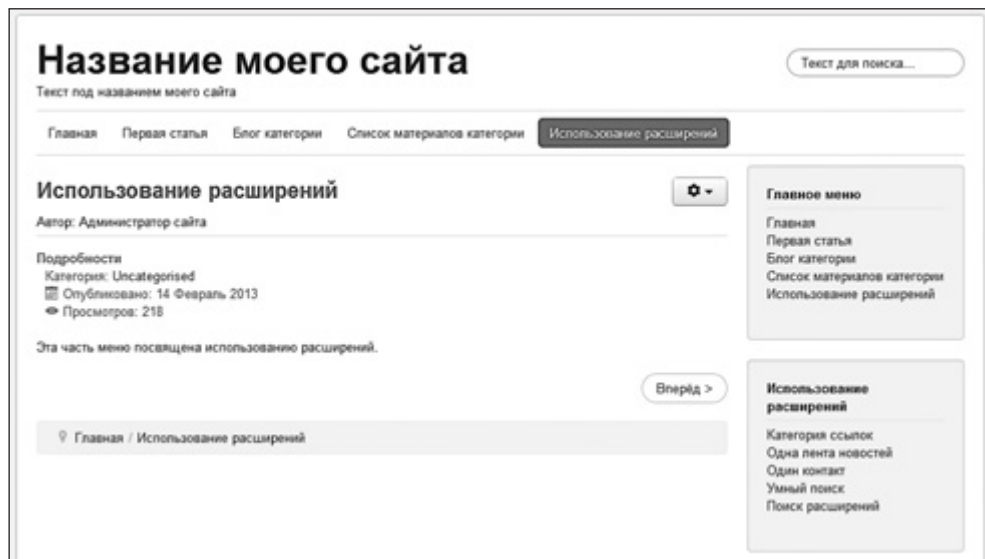 Название моего сайта
Текст для поиска...
Текст под названием моего сайта
Главная Первая статья Блог категории Список материалов категории Использование расширений
Использование расширений
Автор: Администратор сайта
Подробности
Категория: Uncategorised
Опубликовано: 14 Февраль 2013
Просмотров: 218
Эта часть меню посвящена использованию расширений.
Вперёд >
Главная / Использование расширений
Главное меню
Главная
Первая статья
Блог категории
Список материалов категории
Использование расширений
Использование
расширений
Категория ссылок
Одна лента новостей
Один контакт
Умный поиск
Поиск расширений